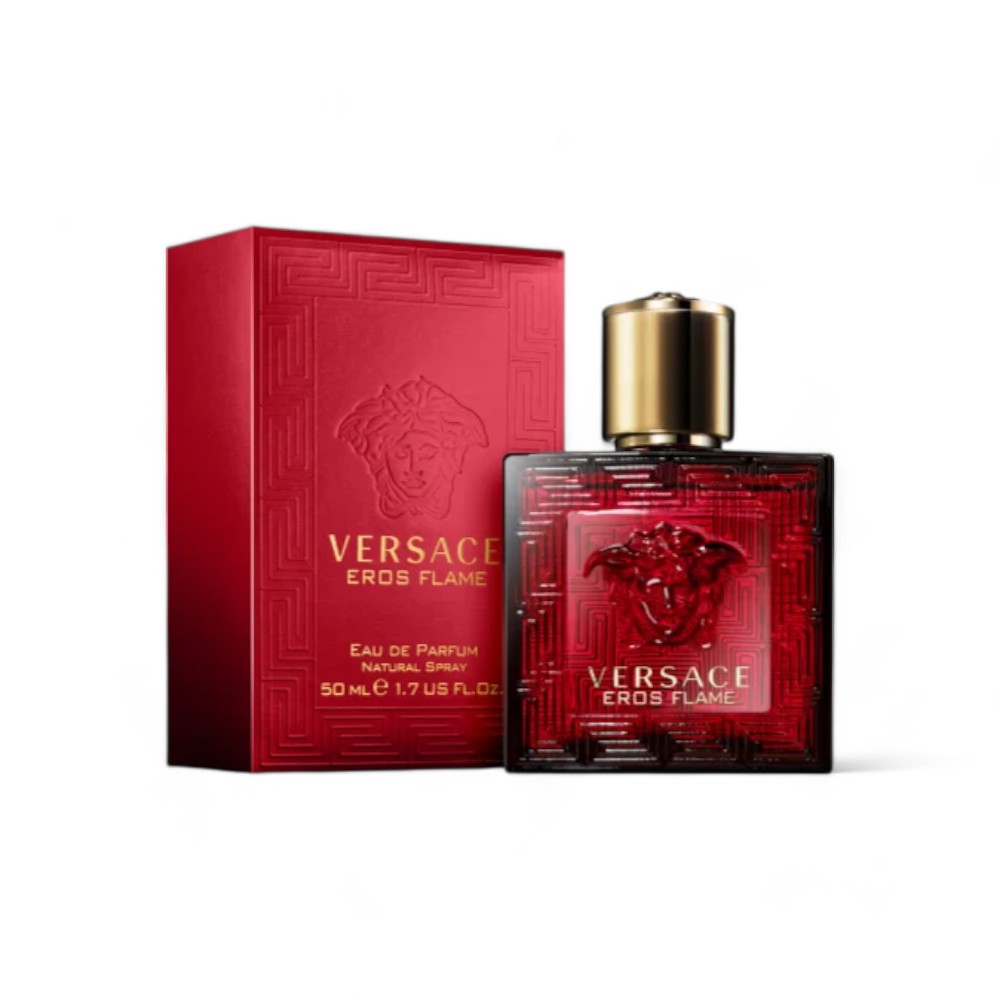 VERSACE
EROS FLAME
EAU DE PARFUM
NATURAL SPRAY
50 ML e 1.7 US FL.OZ.
VERSACE
EROS FLAME